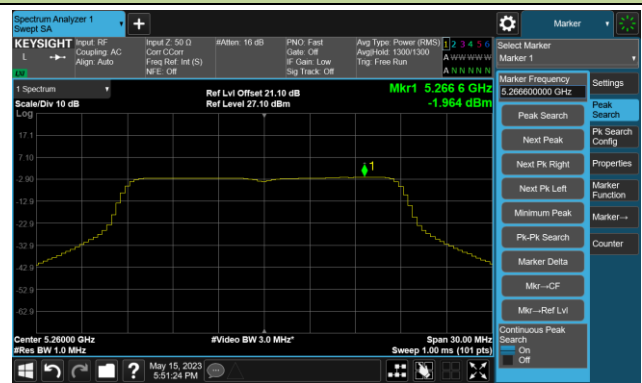 Spectrum Analyzer 1
Swept SA
Marker
KEYSIGHT
L
Input: RF
Coupling: AC
Align: Auto
Input Z: 50 Ω
Corr CCorr
Freq Ref: Int (S)
NFE: Off
#Atten: 16 dB
PNO: Fast
Gate: Off
IF Gain: Low
Sig Track: Off
Avg Type: Power (RMS)
Avg|Hold: 1300/1300
Trig: Free Run
1 2 3 4 5 6
A W W W W W
A N N N N N
Select Marker
Marker 1
1 Spectrum
Scale/Div 10 dB
Log
Ref Lvl Offset 21.10 dB
Ref Level 27.10 dBm
Mkr1 5.266 6 GHz
-1.964 dBm
17.1
7.10
-2.90
-12.9
-22.9
-32.9
-42.9
-52.9
-62.9
1
Center 5.26000 GHz
#Res BW 1.0 MHz
#Video BW 3.0 MHz*
Span 30.00 MHz
Sweep 1.00 ms (101 pts)
Marker Frequency
5.266600000 GHz
Peak Search
Next Peak
Next Pk Right
Next Pk Left
Minimum Peak
Pk-Pk Search
Marker Delta
Mkr→CF
Mkr→Ref Lvl
Continuous Peak
Search
On
Off
Settings
Peak
Search
Pk Search
Config
Properties
Marker
Function
Marker→
Counter
May 15, 2023
5:51:24 PM